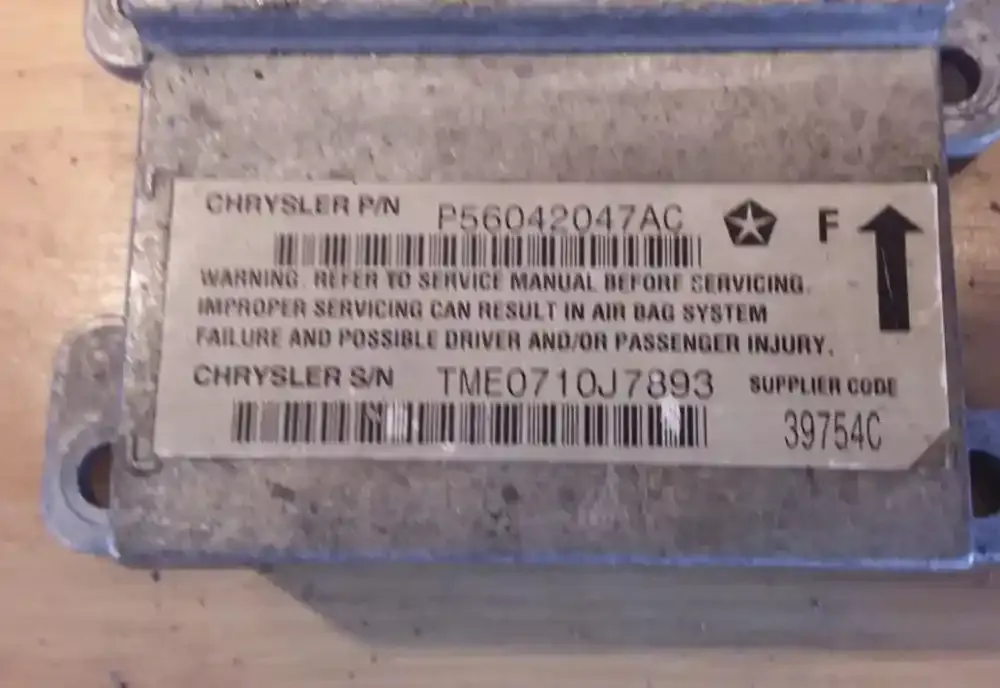 CHRYSLER P/N P56042047AC F
WARNING. REFER TO SERVICE MANUAL BEFORE SERVICING.
IMPROPER SERVICING CAN RESULT IN AIR BAG SYSTEM
FAILURE AND POSSIBLE DRIVER AND/OR PASSENGER INJURY.
CHRYSLER S/N TME0710J7893 SUPPLIER CODE
39754C